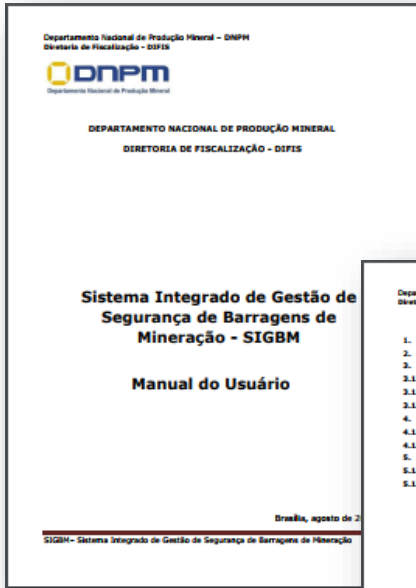 Departamento Nacional de Produção Mineral – DNPM
Diretoria de Fiscalização - DIFIS
DNPM
Departamento Nacional de Produção Mineral
DEPARTAMENTO NACIONAL DE PRODUÇÃO MINERAL
DIRETORIA DE FISCALIZAÇÃO - DIFIS
Sistema Integrado de Gestão de
Segurança de Barragens de
Mineração - SIGBM
Manual do Usuário
Brasília, agosto de
SIGBM– Sistema Integrado de Gestão de Segurança de Barragens de Mineração
1.
2.
3.
3.1
3.1
4.
4.1
4.1
5.
5.1
5.1